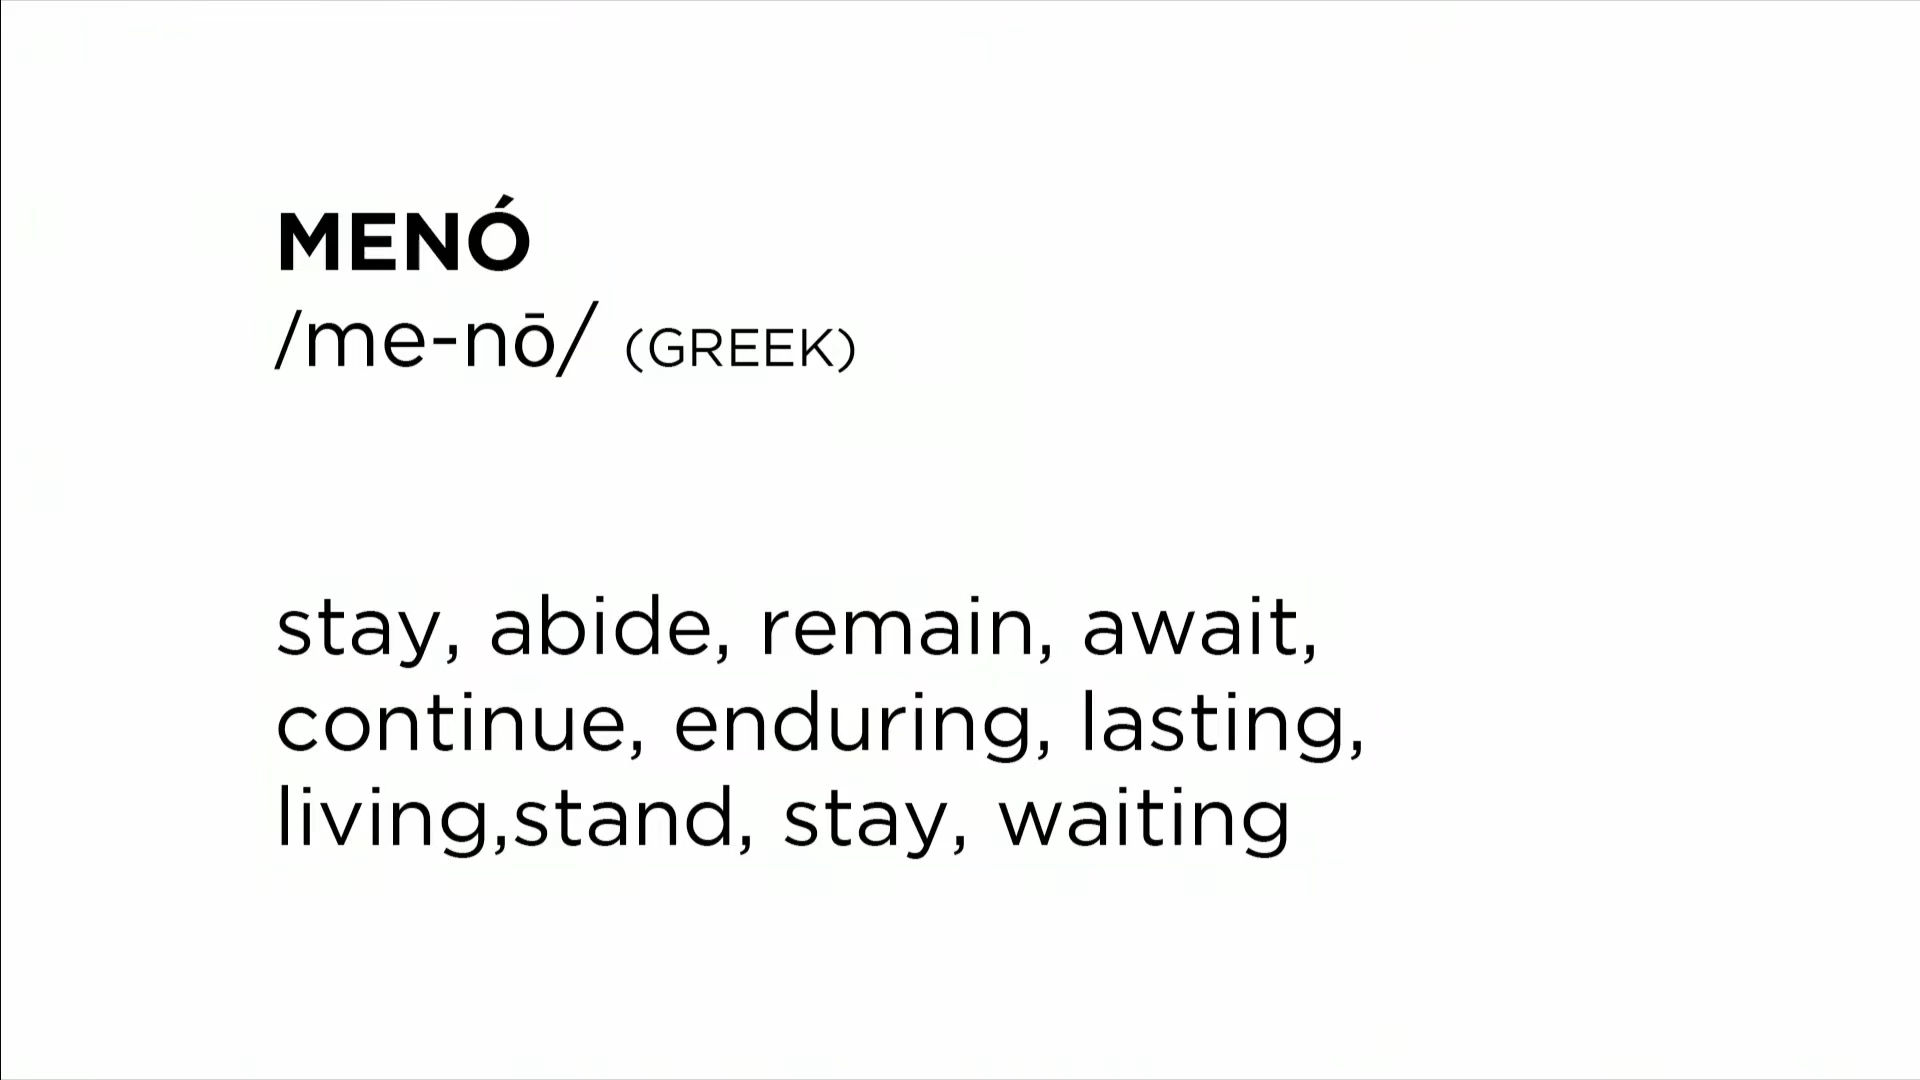 MENÓ
/me-nō/ (GREEK)
stay, abide, remain, await,
continue, enduring, lasting,
living,stand, stay, waiting